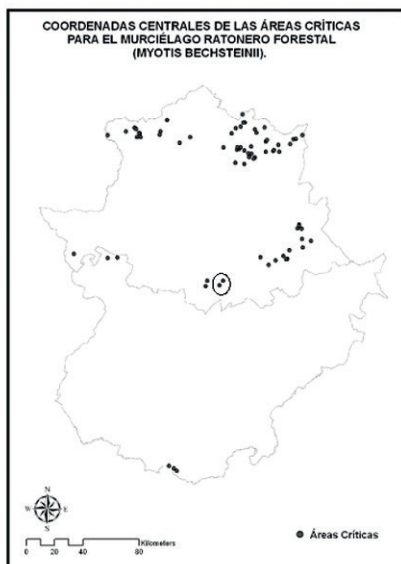 COORDENADAS CENTRALES DE LAS ÁREAS CRÍTICAS
PARA EL MURCIÉLAGO RATONERO FORESTAL
(MYOTIS BECHSTEINII).
N
W E
S
Kilometers
0 20 40 80
Áreas Críticas